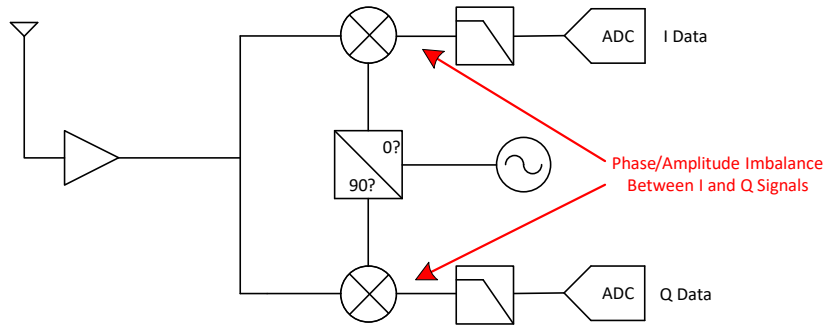 ADC I Data
0?
90?
Phase/Amplitude Imbalance
Between I and Q Signals
ADC Q Data